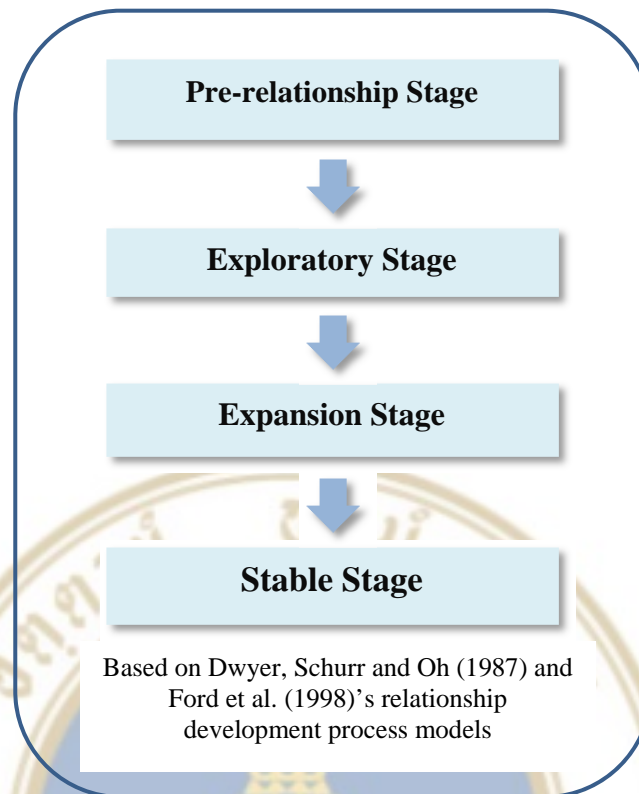 Pre-relationship Stage
Exploratory Stage
Expansion Stage
Stable Stage
Based on Dwyer, Schurr and Oh (1987) and
Ford et al. (1998)’s relationship
development process models